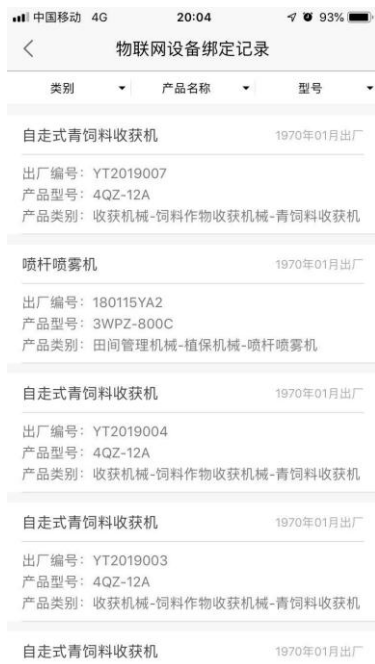 中国移动 4G 20:04 93%
物联网设备绑定记录
类别 产品名称 型号
自走式青饲料收获机 1970年01月出厂
出厂编号：YT2019007
产品型号：4QZ-12A
产品类别：收获机械-饲料作物收获机械-青饲料收获机
喷杆喷雾机 1970年01月出厂
出厂编号：180115YA2
产品型号：3WPZ-800C
产品类别：田间管理机械-植保机械-喷杆喷雾机
自走式青饲料收获机 1970年01月出厂
出厂编号：YT2019004
产品型号：4QZ-12A
产品类别：收获机械-饲料作物收获机械-青饲料收获机
自走式青饲料收获机 1970年01月出厂
出厂编号：YT2019003
产品型号：4QZ-12A
产品类别：收获机械-饲料作物收获机械-青饲料收获机
自走式青饲料收获机 1970年01月出厂